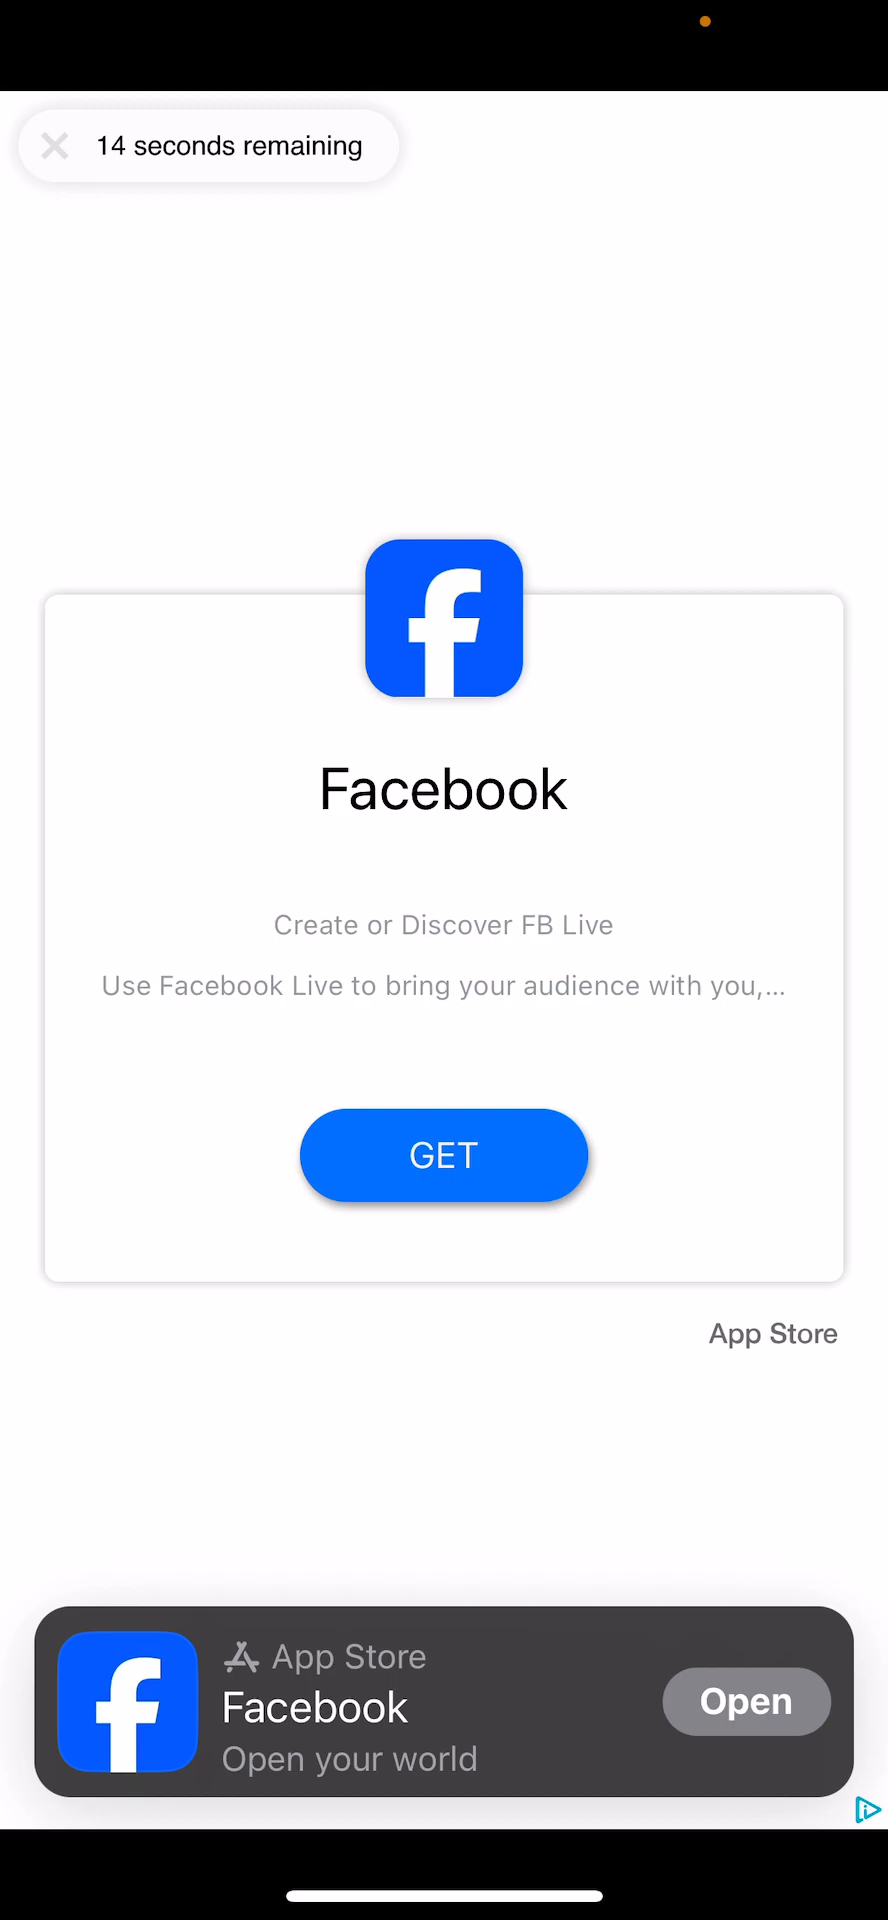 14 seconds remaining
Facebook
Create or Discover FB Live
Use Facebook Live to bring your audience with you,...
GET
App Store
App Store
Facebook
Open your world
Open